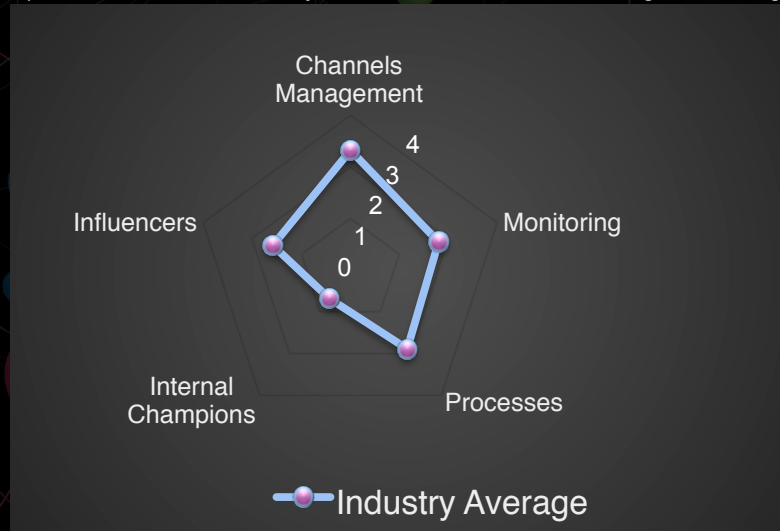 Channels
Management
4
3
2
1
0
Influencers
Monitoring
Internal
Champions
Processes
Industry Average